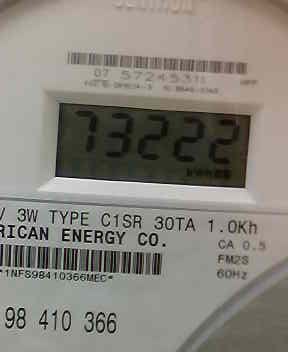 07 57245311
73222
V 3W TYPE C1SR 30TA 1.0Kh
RICAN ENERGY CO.
CA 0.5
FM2S
60Hz
*1NFS98410366MEC*
98 410 366